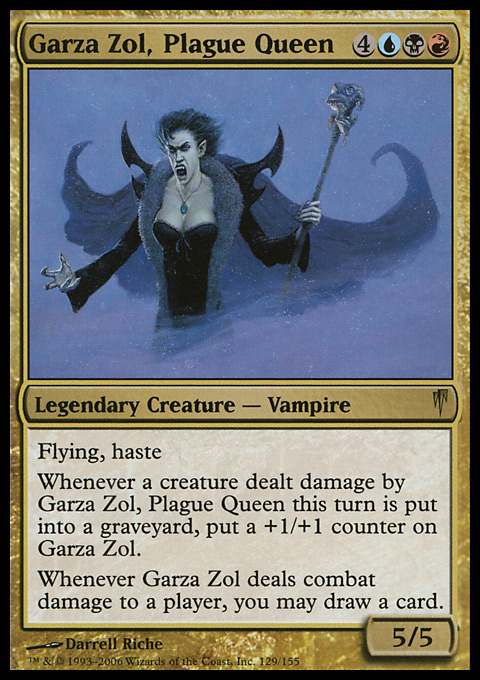 Garza Zol, Plague Queen 4
Legendary Creature — Vampire
Flying, haste
Whenever a creature dealt damage by
Garza Zol, Plague Queen this turn is put
into a graveyard, put a +1/+1 counter on
Garza Zol.
Whenever Garza Zol deals combat
damage to a player, you may draw a card.
Darrell Riche
5/5
™ & © 1993–2006 Wizards of the Coast, Inc. 129/155